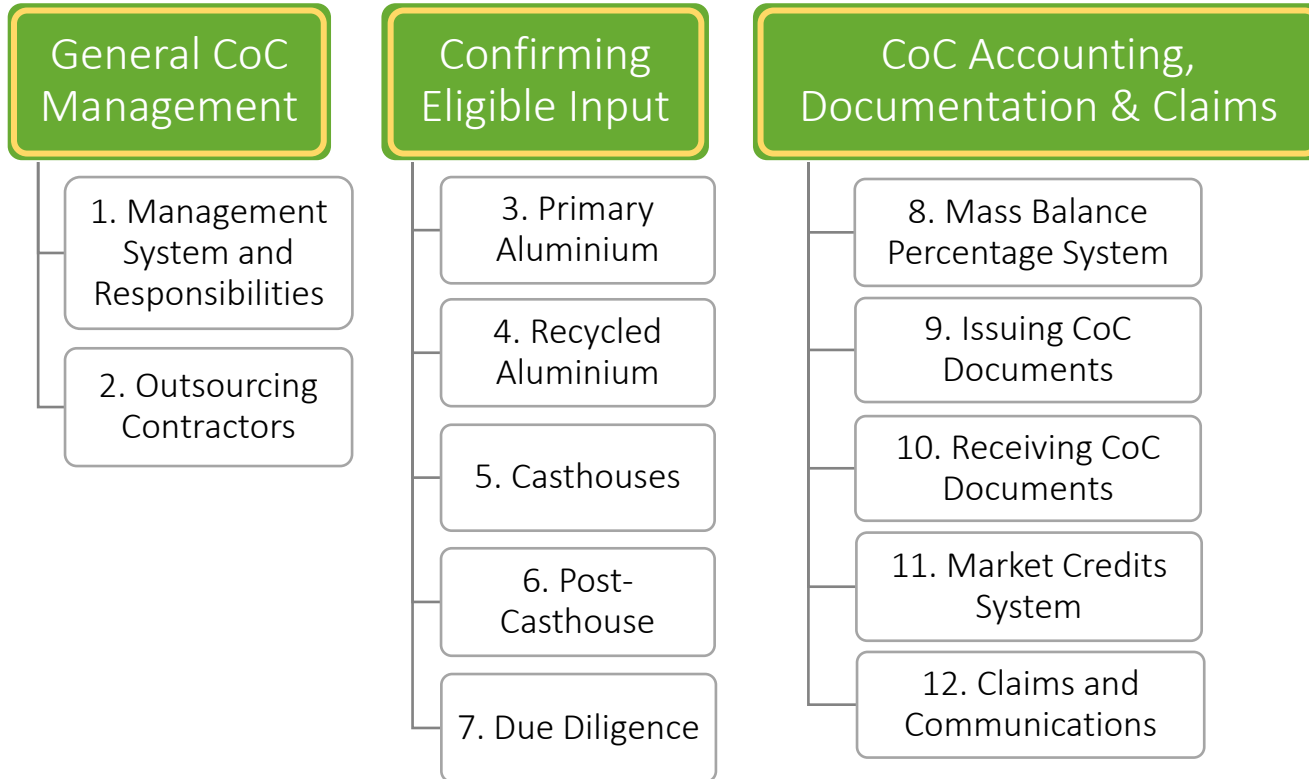 General CoC
Management
1. Management
System and
Responsibilities
2. Outsourcing
Contractors
Confirming
Eligible Input
3. Primary
Aluminium
4. Recycled
Aluminium
5. Casthouses
6. Post-
Casthouse
7. Due Diligence
CoC Accounting,
Documentation & Claims
8. Mass Balance
Percentage System
9. Issuing CoC
Documents
10. Receiving CoC
Documents
11. Market Credits
System
12. Claims and
Communications